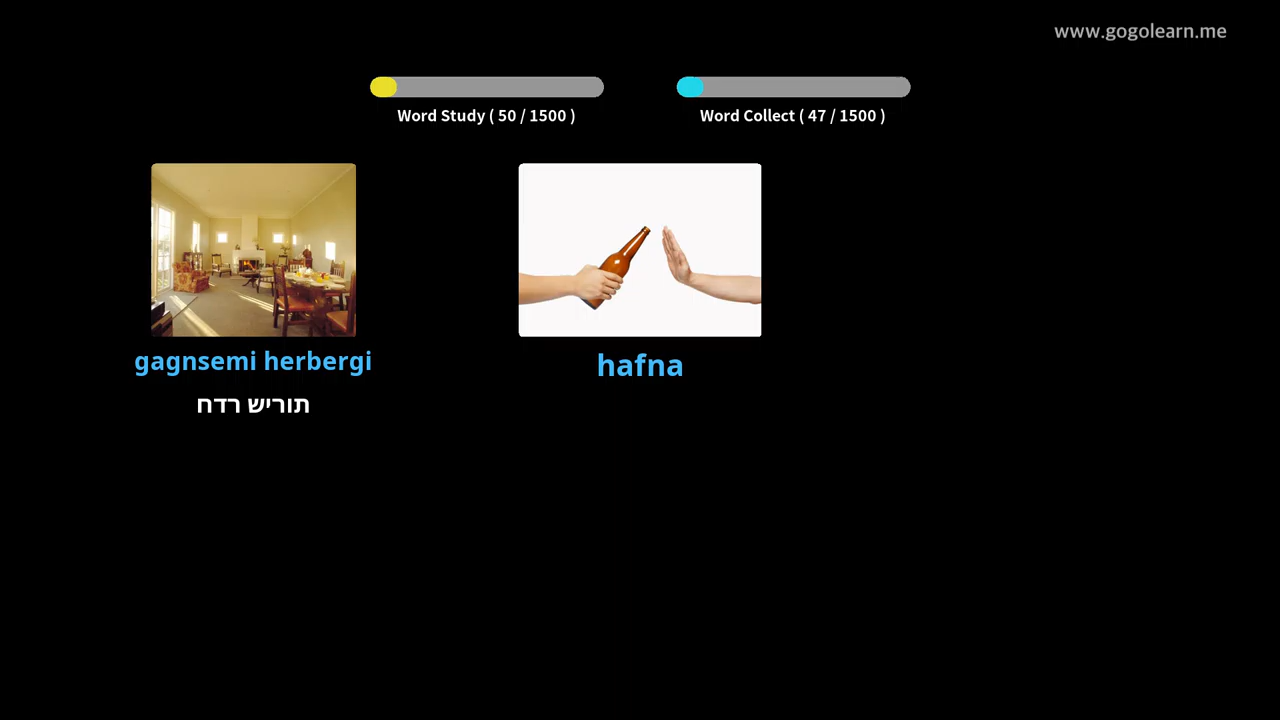 www.gogolearn.me
Word Study ( 50 / 1500 )
Word Collect ( 47 / 1500 )
gagnsemi herbergi
תוריש רדח
hafna